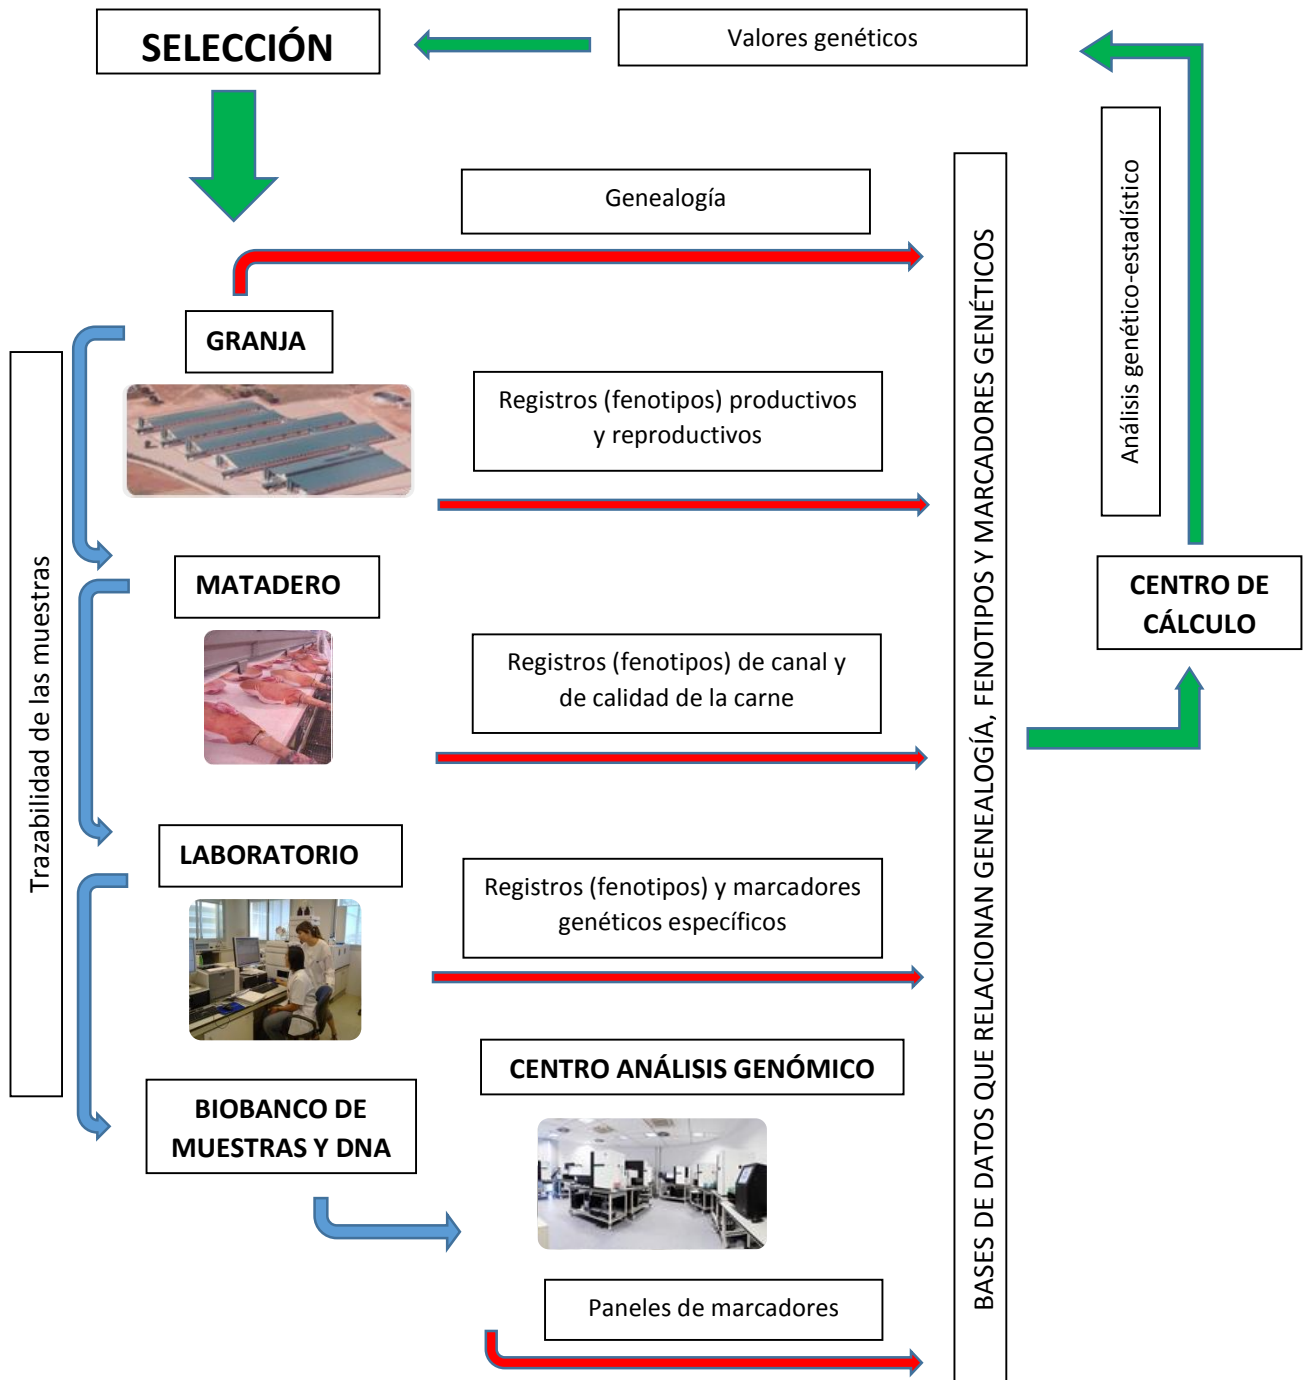 SELECCIÓN
Valores genéticos
Análisis genético-estadístico
Genealogía
GRANJA
Registros (fenotipos) productivos
y reproductivos
Trazabilidad de las muestras
BASES DE DATOS QUE RELACIONAN GENEALOGÍA, FENOTIPOS Y MARCADORES GENÉTICOS
MATADERO
CENTRO DE
CÁLCULO
Registros (fenotipos) de canal y
de calidad de la carne
LABORATORIO
Registros (fenotipos) y marcadores
genéticos específicos
CENTRO ANÁLISIS GENÓMICO
BIOBANCO DE
MUESTRAS Y DNA
Paneles de marcadores